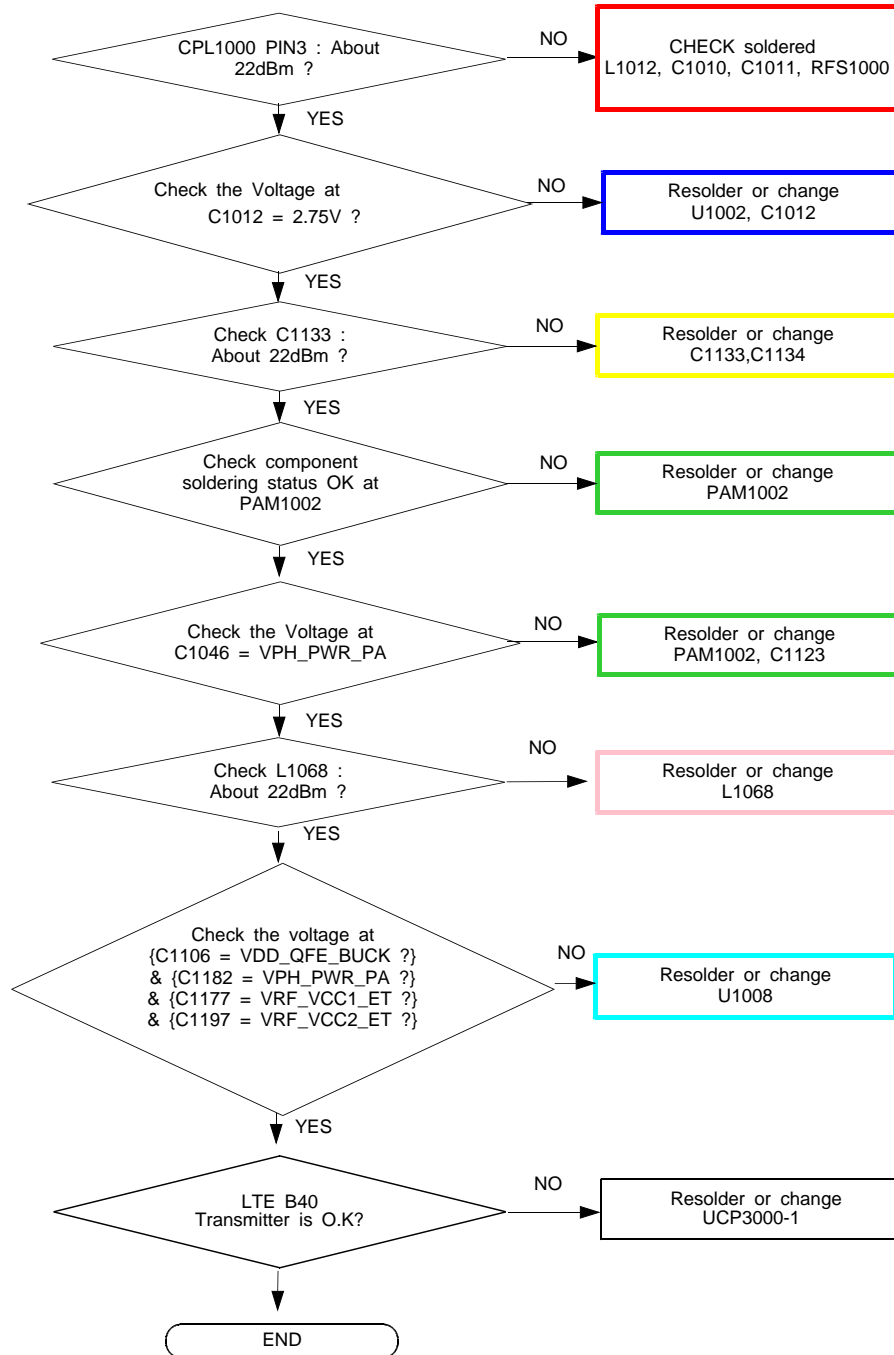 CPL1000 PIN3 : About
22dBm ?
NO
CHECK soldered
L1012, C1010, C1011, RFS1000
YES
Check the Voltage at
C1012 = 2.75V ?
NO
Resolder or change
U1002, C1012
YES
Check C1133 :
About 22dBm ?
NO
Resolder or change
C1133,C1134
YES
Check component
soldering status OK at
PAM1002
NO
Resolder or change
PAM1002
YES
Check the Voltage at
C1046 = VPH_PWR_PA
NO
Resolder or change
PAM1002, C1123
YES
Check L1068 :
About 22dBm ?
NO
Resolder or change
L1068
YES
Check the voltage at
{C1106 = VDD_QFE_BUCK ?}
& {C1182 = VPH_PWR_PA ?}
& {C1177 = VRF_VCC1_ET ?}
& {C1197 = VRF_VCC2_ET ?}
NO
Resolder or change
U1008
YES
LTE B40
Transmitter is O.K?
NO
Resolder or change
UCP3000-1
END